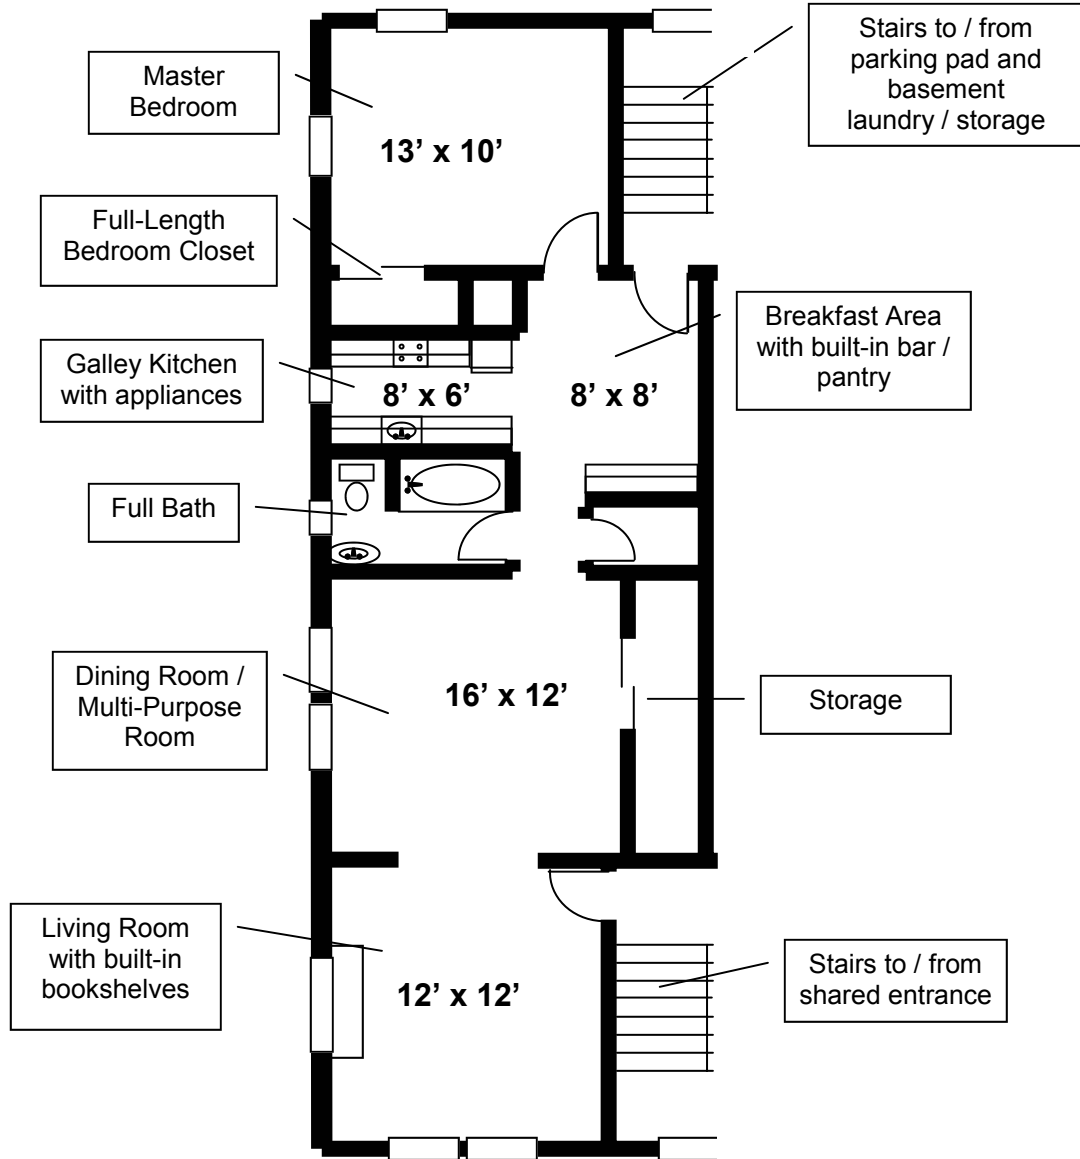 Stairs to / from
parking pad and
basement
laundry / storage
Master
Bedroom
13’ x 10’
Full-Length
Bedroom Closet
Breakfast Area
with built-in bar /
pantry
Galley Kitchen
with appliances
8’ x 6’
8’ x 8’
Full Bath
Dining Room /
Multi-Purpose
Room
16’ x 12’
Storage
Living Room
with built-in
bookshelves
12’ x 12’
Stairs to / from
shared entrance